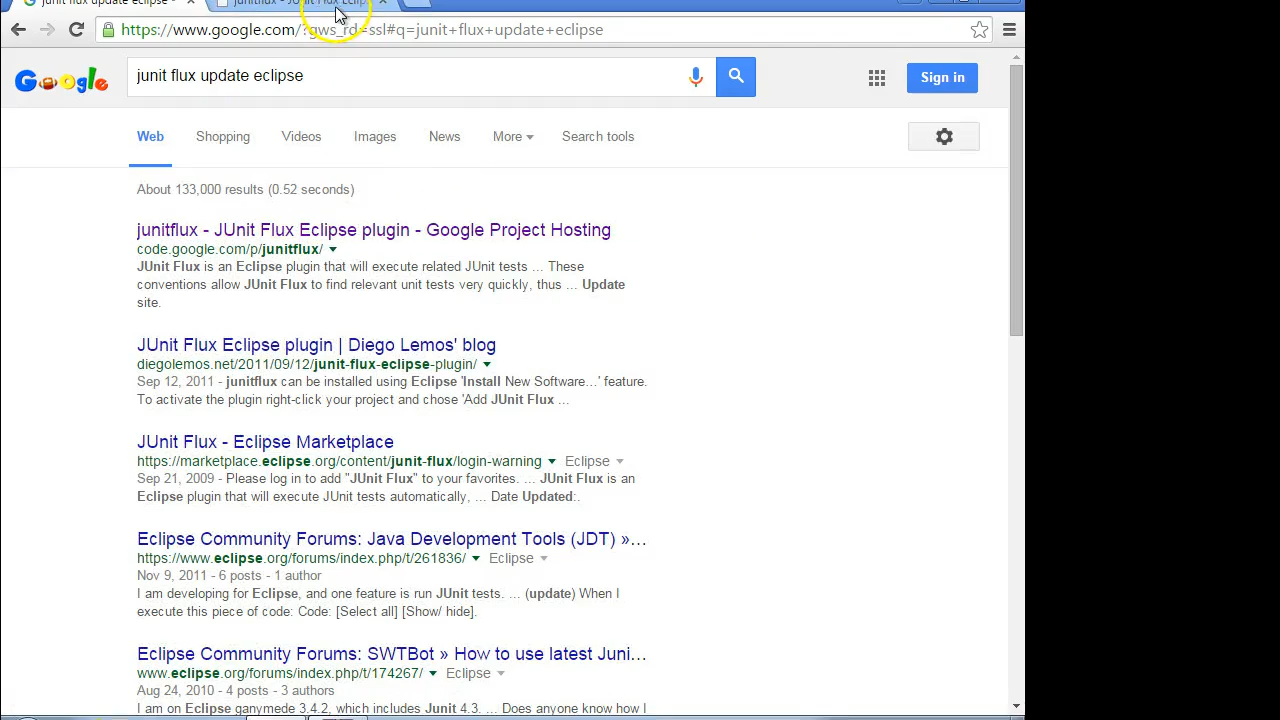 junit flux update eclipse
junitflux - JUnit Flux Eclip
https://www.google.com/?gws_rd=ssl#q=junit+flux+update+eclipse
Google
junit flux update eclipse
Sign in
Web Shopping Videos Images News More Search tools
About 133,000 results (0.52 seconds)
junitflux - JUnit Flux Eclipse plugin - Google Project Hosting
code.google.com/p/junitflux/
JUnit Flux is an Eclipse plugin that will execute related JUnit tests ... These
conventions allow JUnit Flux to find relevant unit tests very quickly, thus ... Update
site.
JUnit Flux Eclipse plugin | Diego Lemos' blog
diegolemos.net/2011/09/12/junit-flux-eclipse-plugin/
Sep 12, 2011 - junitflux can be installed using Eclipse 'Install New Software...' feature.
To activate the plugin right-click your project and chose 'Add JUnit Flux ...
JUnit Flux - Eclipse Marketplace
https://marketplace.eclipse.org/content/junit-flux/login-warning Eclipse
Sep 21, 2009 - Please log in to add "JUnit Flux" to your favorites. ... JUnit Flux is an
Eclipse plugin that will execute JUnit tests automatically, ... Date Updated:.
Eclipse Community Forums: Java Development Tools (JDT) »...
https://www.eclipse.org/forums/index.php/t/261836/ Eclipse
Nov 9, 2011 - 6 posts - 1 author
I am developing for Eclipse, and one feature is run JUnit tests. ... (update) When I
execute this piece of code: Code: [Select all] [Show/ hide].
Eclipse Community Forums: SWTBot » How to use latest Juni...
www.eclipse.org/forums/index.php/t/174267/ Eclipse
Aug 24, 2010 - 4 posts - 3 authors
I am on Eclipse ganymede 3.4.2, which includes Junit 4.3. ... Does anyone know how I